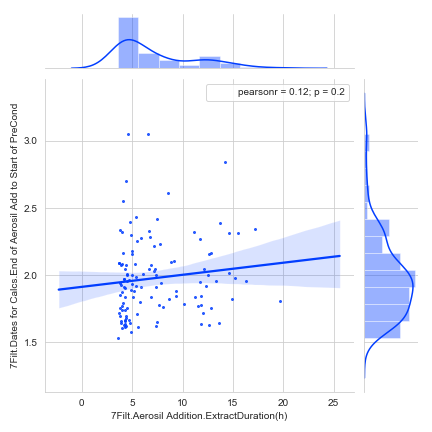 pearsonr = 0.12; p = 0.2
7Filt.Dates for Calcs.End of Aerosil Add to Start of PreCond
3.0
2.5
2.0
1.5
0 5 10 15 20 25
7Filt.Aerosil Addition.ExtractDuration(h)